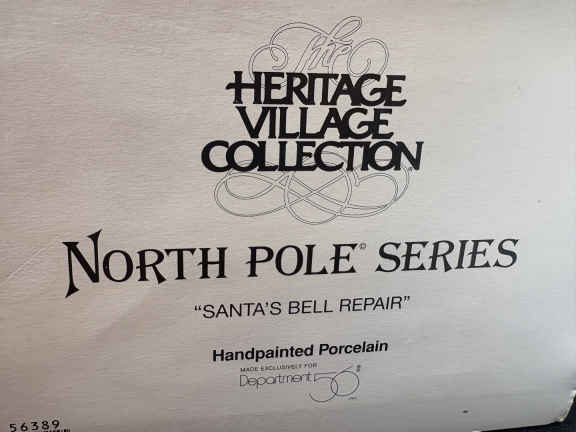 The
HERITAGE
VILLAGE
COLLECTION®
NORTH POLE© SERIES
"SANTA'S BELL REPAIR"
Handpainted Porcelain
MADE EXCLUSIVELY FOR
Department 56®
56389